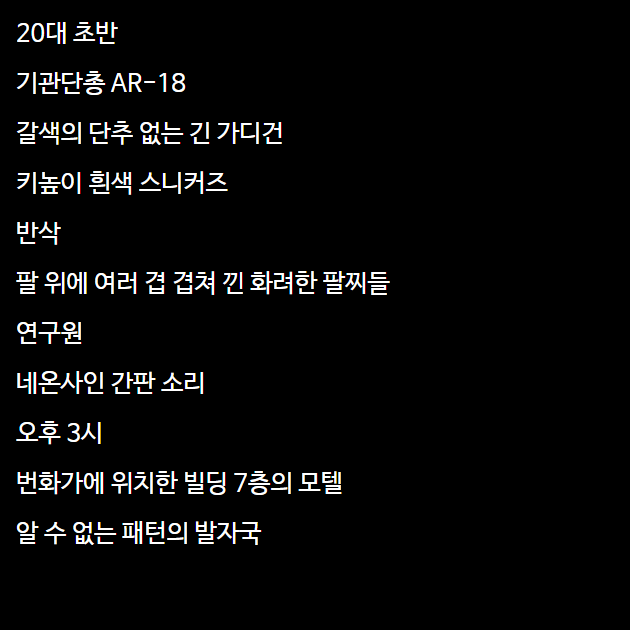 20대 초반
기관단총 AR-18
갈색의 단추 없는 긴 가디건
키높이 흰색 스니커즈
반삭
팔 위에 여러 겹 겹쳐 낀 화려한 팔찌들
연구원
네온사인 간판 소리
오후 3시
번화가에 위치한 빌딩 7층의 모텔
알 수 없는 패턴의 발자국